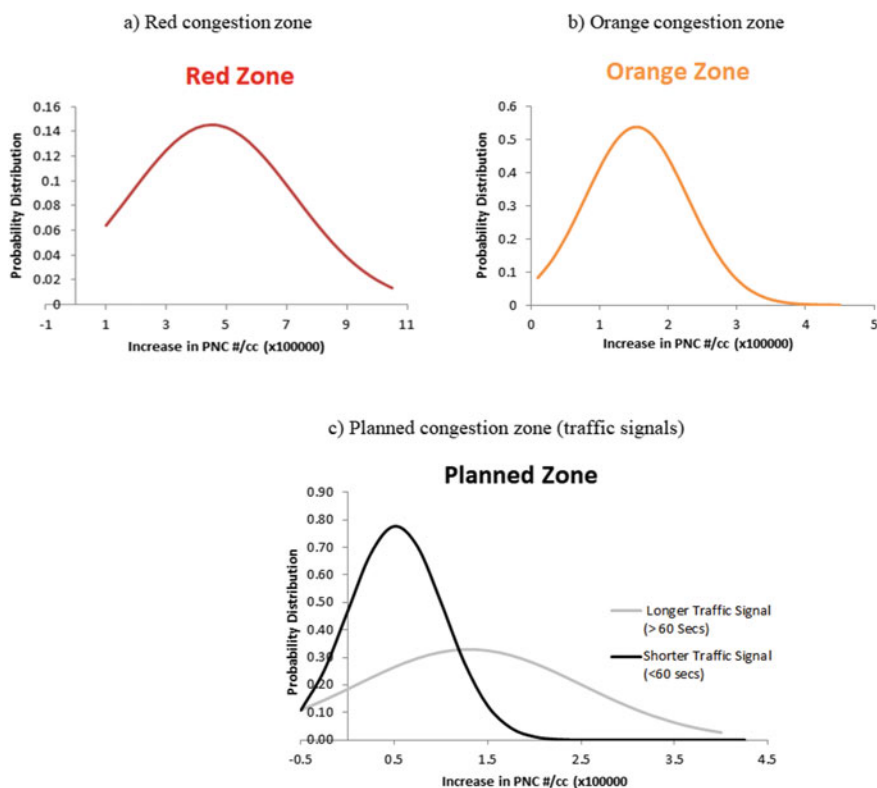 a) Red congestion zone
Red Zone
Probability Distribution
0.16
0.14
0.12
0.1
0.08
0.06
0.04
0.02
0
-1 1 3 5 7 9 11
Increase in PNC #/cc (x100000)
b) Orange congestion zone
Orange Zone
Probability Distribution
0.6
0.5
0.4
0.3
0.2
0.1
0
0 1 2 3 4 5
Increase in PNC #/cc (x100000)
c) Planned congestion zone (traffic signals)
Planned Zone
Probability Distribution
0.90
0.80
0.70
0.60
0.50
0.40
0.30
0.20
0.10
0.00
-0.5 0.5 1.5 2.5 3.5 4.5
Increase in PNC #/cc (x100000
Longer Traffic Signal
(> 60 Secs)
Shorter Traffic Signal
(<60 secs)